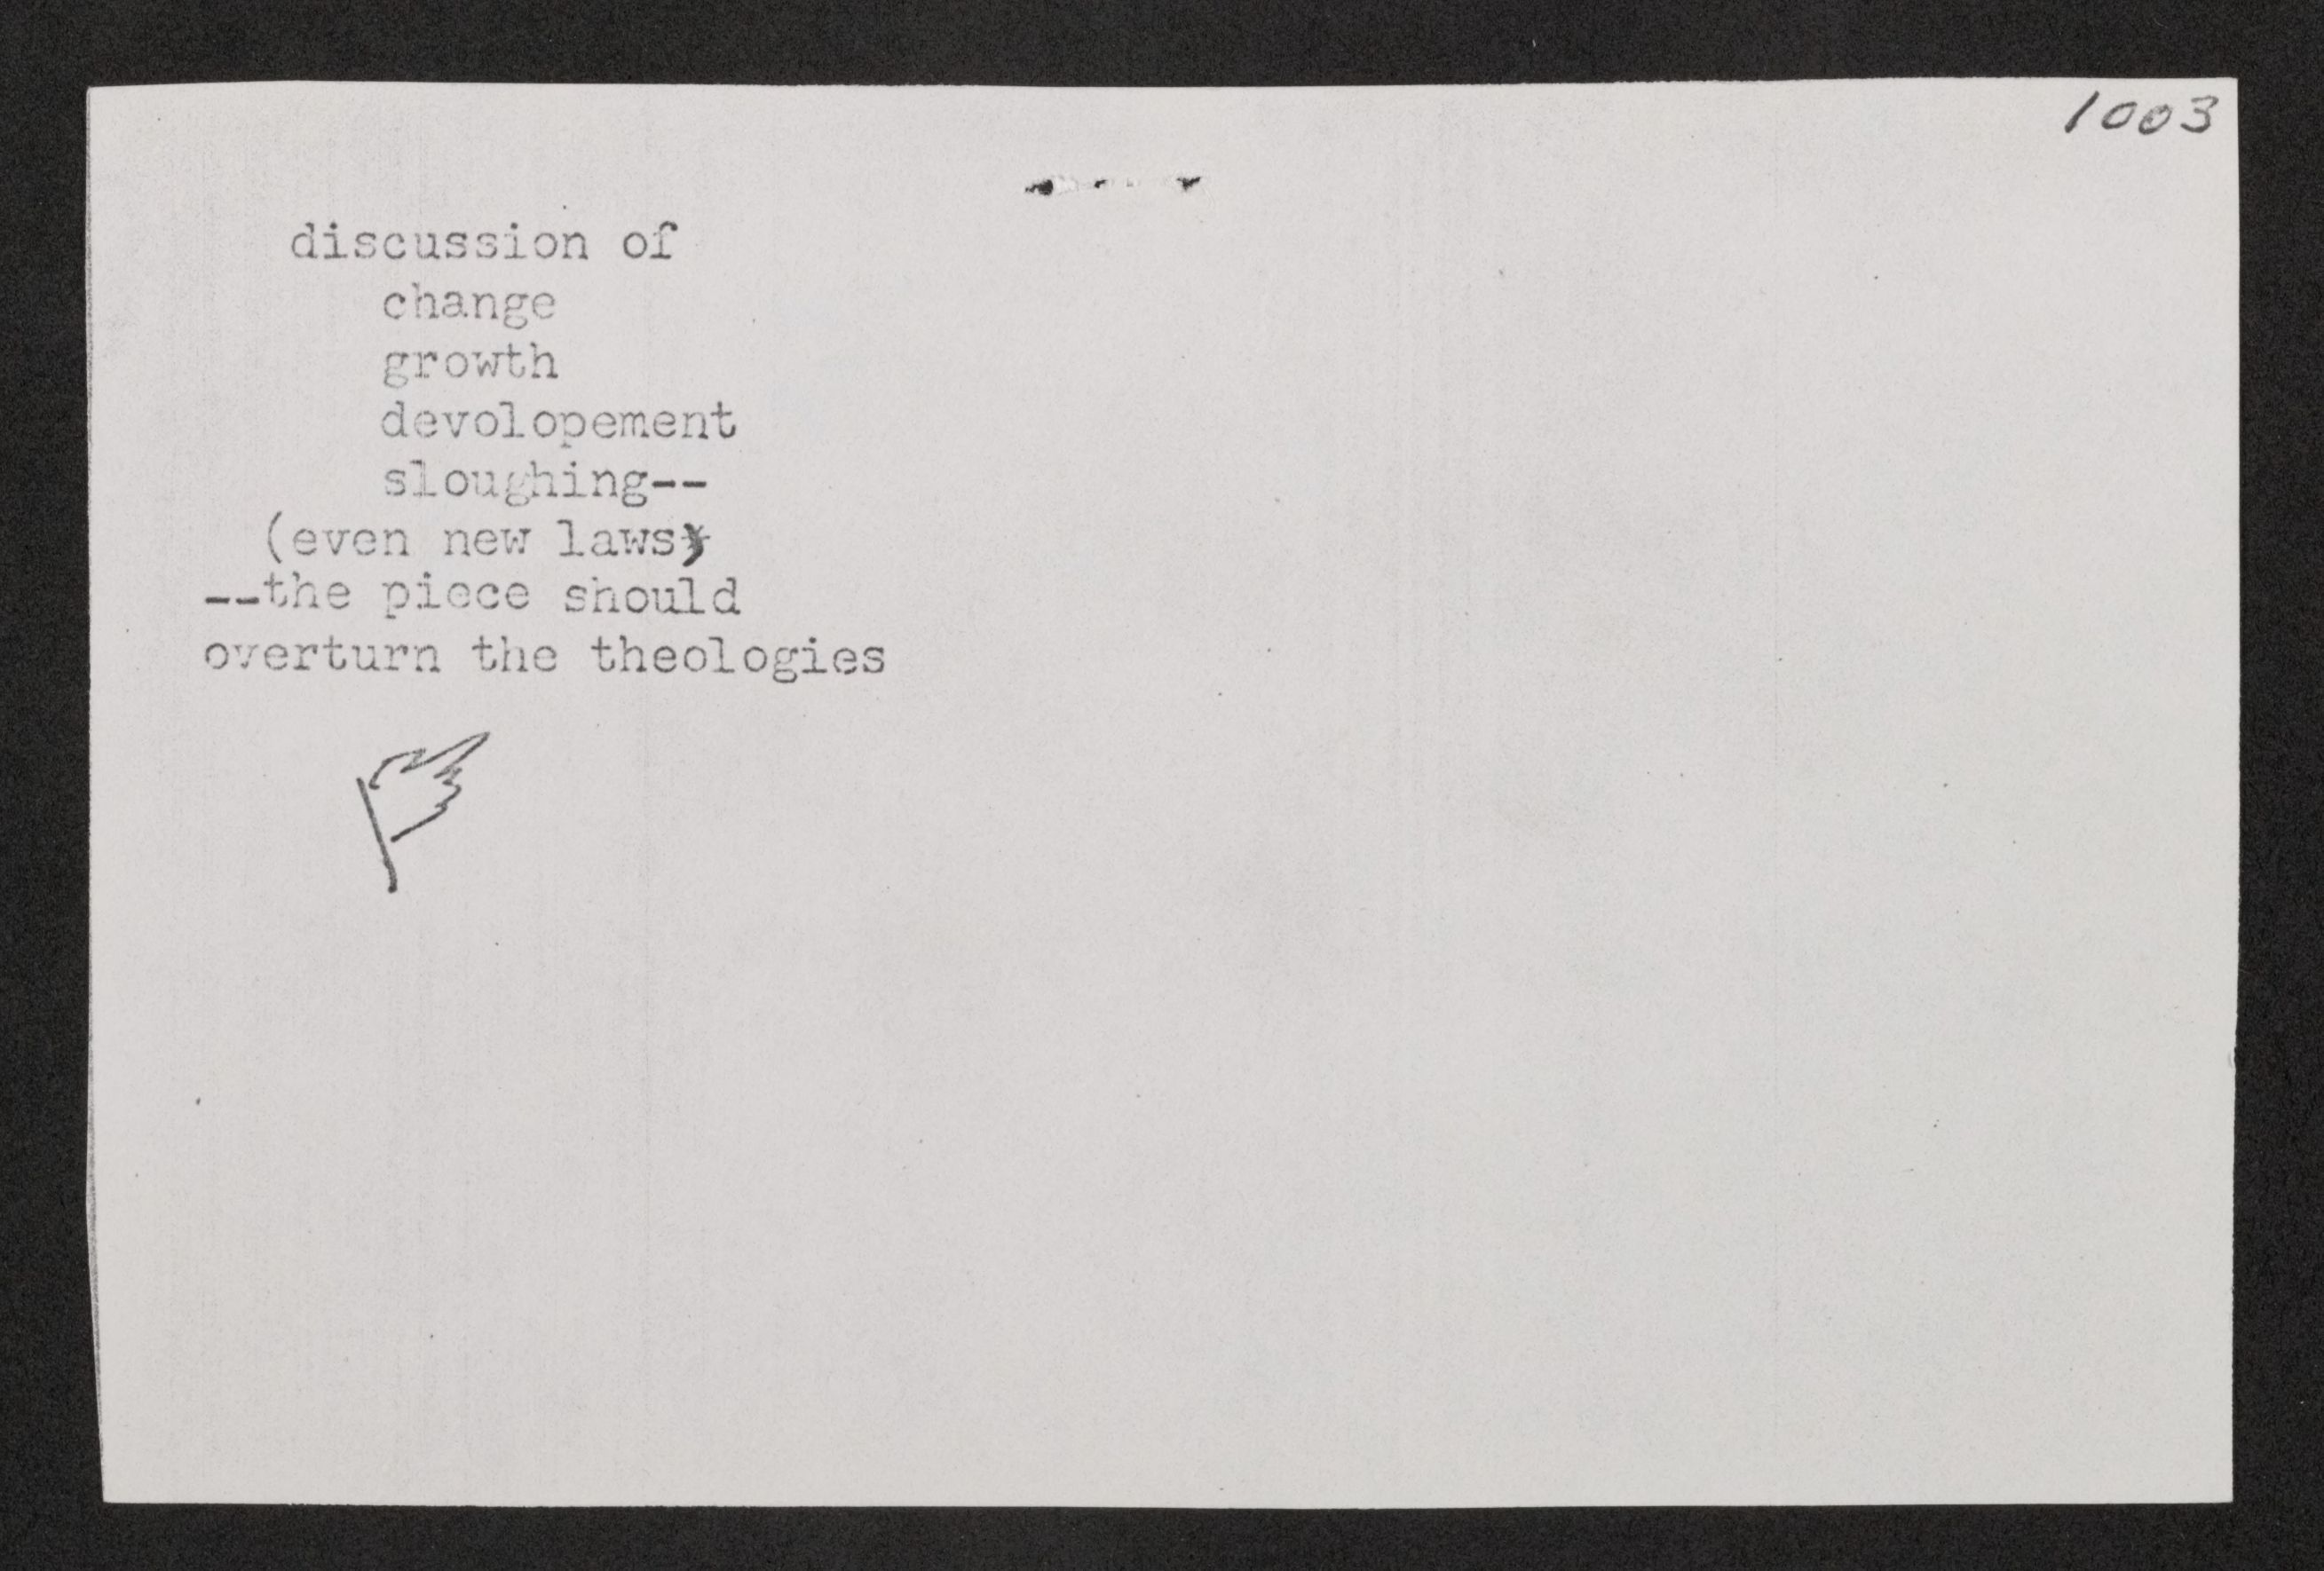 1003
discussion of
change
growth
devolopement
sloughing--
(even new laws)
--the piece should
overturn the theologies